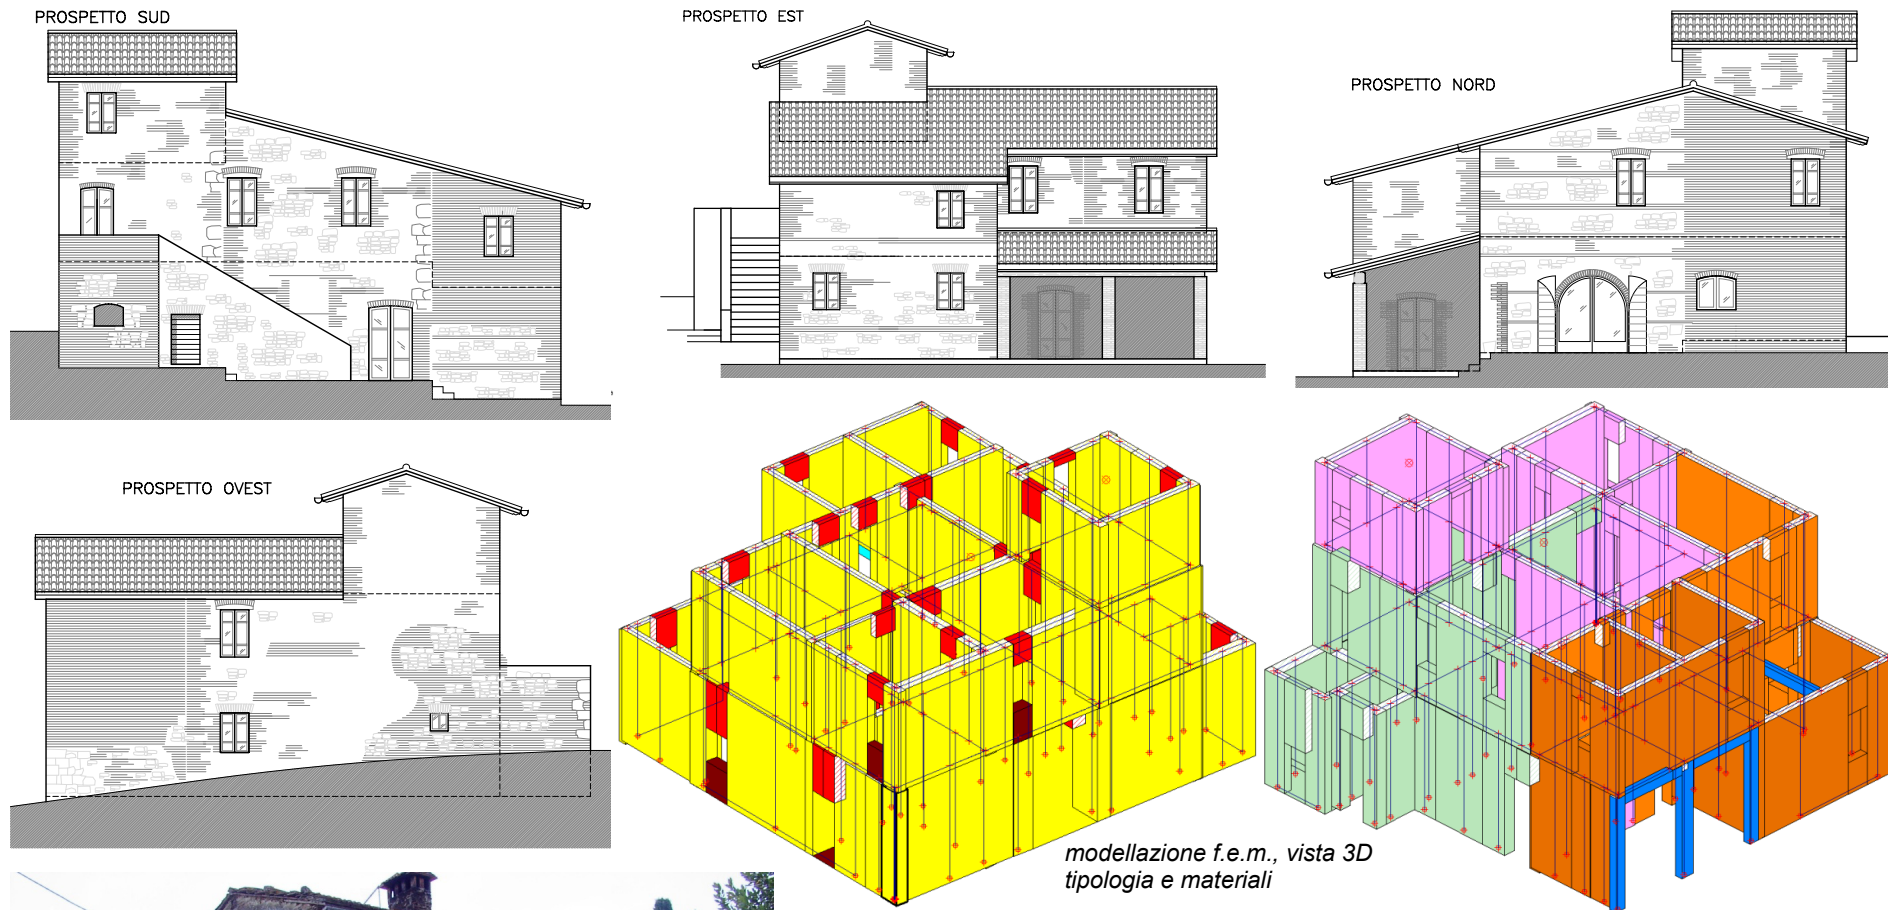 PROSPETTO SUD
PROSPETTO EST
PROSPETTO NORD
PROSPETTO OVEST
modellazione f.e.m., vista 3D
tipologia e materiali